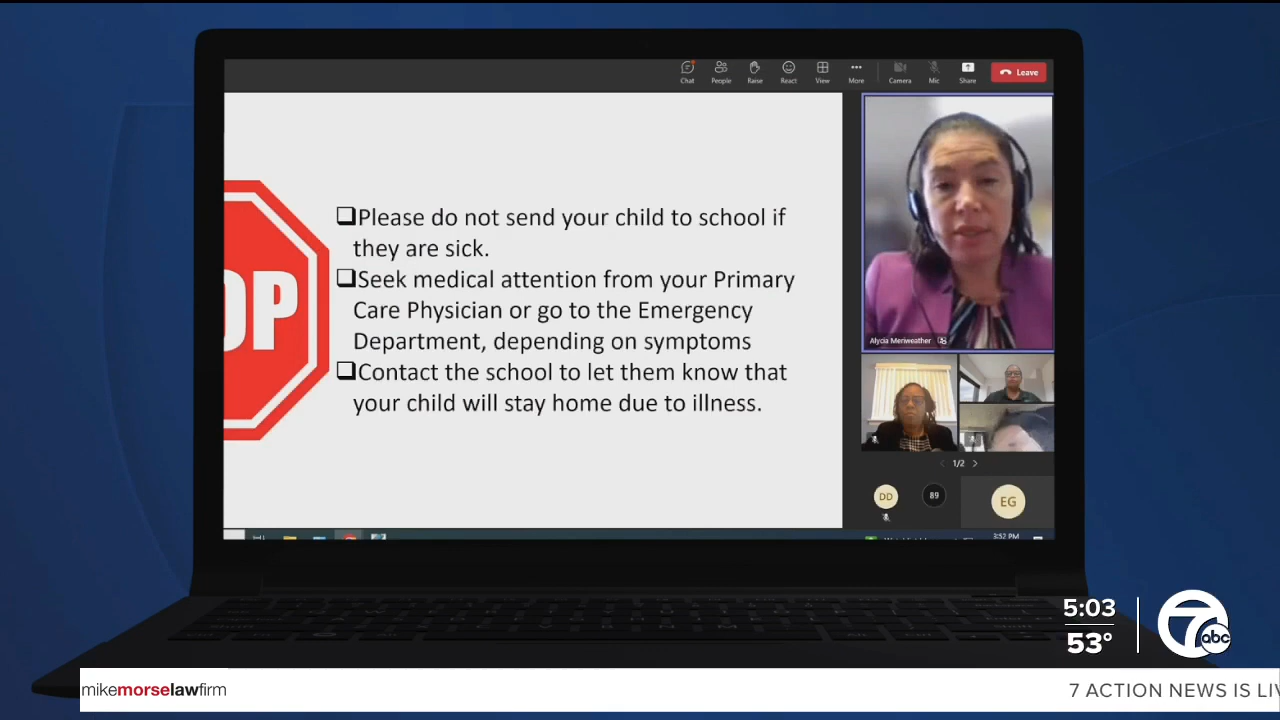 Chat
People
Raise
React
View
More
Camera
Mic
Share
Leave
OP
❑Please do not send your child to school if
they are sick.
❑Seek medical attention from your Primary
Care Physician or go to the Emergency
Department, depending on symptoms
❑Contact the school to let them know that
your child will stay home due to illness.
Alycia Meriweather
1/2
DD
89
EG
3:52 PM
5:03
53°
7
abc
mikemorselawfirm
7 ACTION NEWS IS LIV